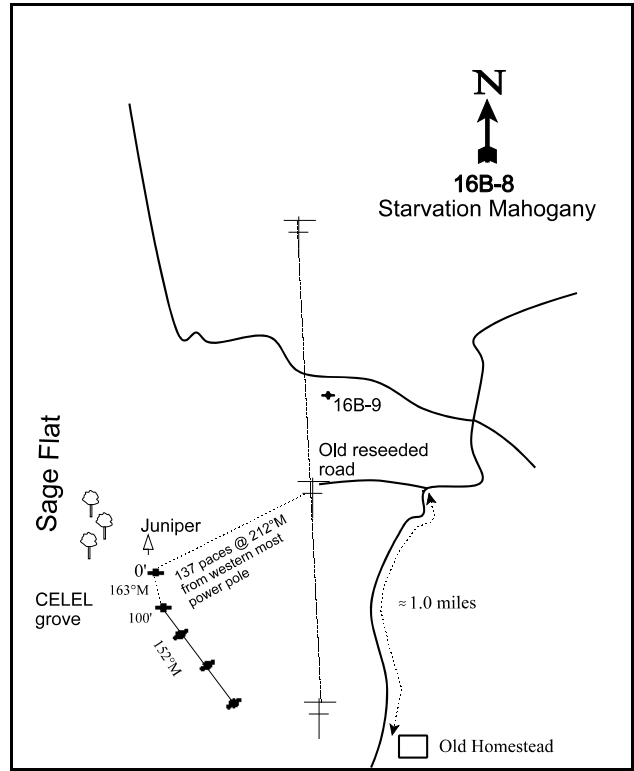 N
16B-8
Starvation Mahogany
16B-9
Old reseeded
road
Sage Flat
Juniper
137 paces @ 212°M
from western most
power pole
0'
163°M
CELEL
grove
100'
152°M
≈1.0 miles
Old Homestead